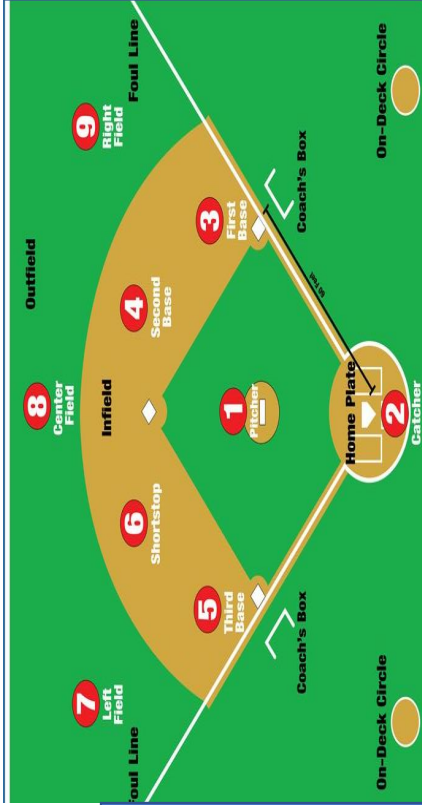 Outfield
8
Center
Field
7
Left
Field
9
Right
Field
Foul Line
Foul Line
Infield
6
Shortstop
4
Second
Base
5
Third
Base
3
First
Base
1
Pitcher
Coach's Box
Coach's Box
Feet
Home Plate
2
Catcher
On-Deck Circle
On-Deck Circle